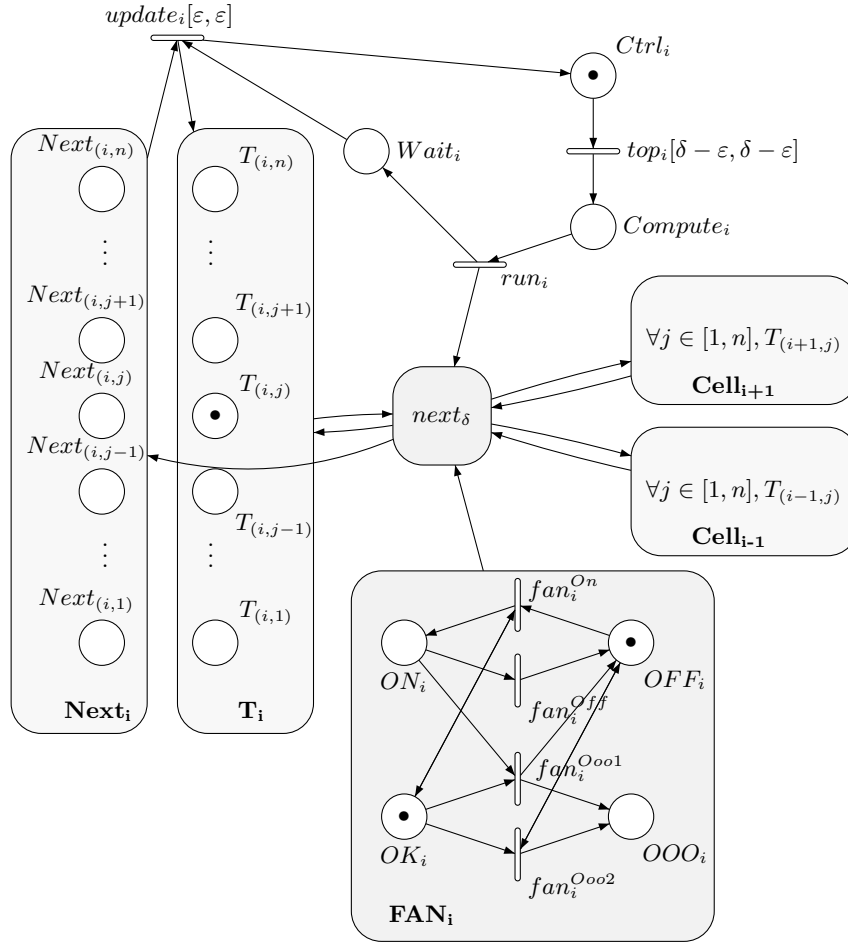 update_i[ε, ε]
Ctrl_i
Next_(i,n)
T_(i,n)
Wait_i
top_i[δ − ε, δ − ε]
⋮
⋮
Compute_i
run_i
Next_(i,j+1)
T_(i,j+1)
∀j ∈ [1, n], T_(i+1,j)
Cell_i+1
Next_(i,j)
T_(i,j)
next_δ
Next_(i,j-1)
T_(i,j-1)
∀j ∈ [1, n], T_(i−1,j)
Cell_i-1
⋮
⋮
Next_(i,1)
T_(i,1)
fan_i^On
ON_i
OFF_i
Next_i
T_i
fan_i^Off
fan_i^Ooo1
OK_i
OOO_i
fan_i^Ooo2
FAN_i